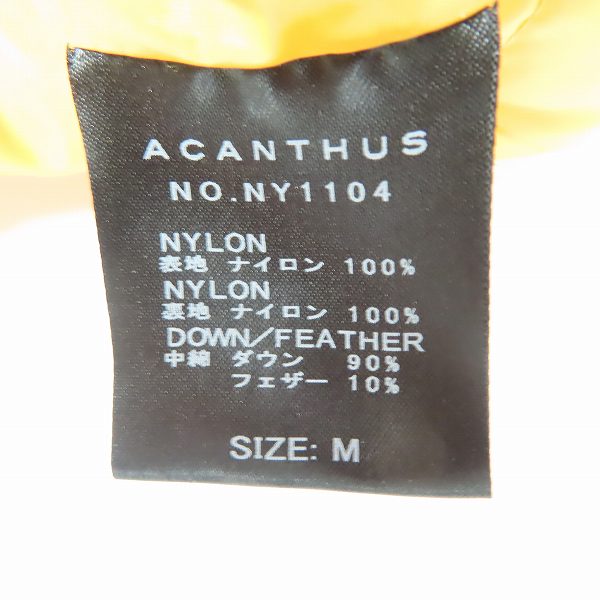 ACANTHUS
NO.NY1104
NYLON
表地 ナイロン 100%
NYLON
裏地 ナイロン 100%
DOWN/FEATHER
中綿 ダウン 90%
フェザー 10%
SIZE: M